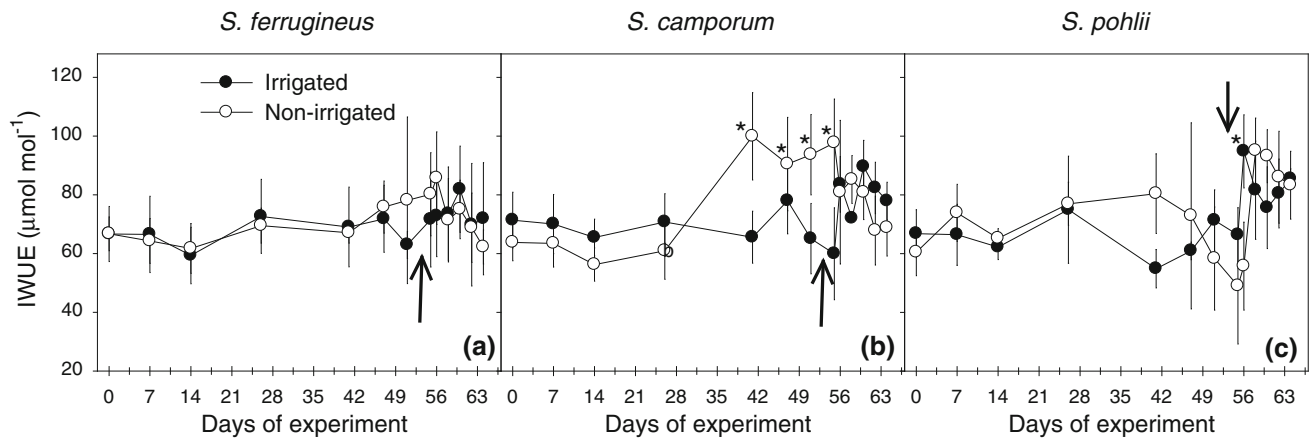 S. ferrugineus S. camporum S. pohlii
120
100
80
60
40
20
IWUE (µmol mol⁻¹)
Irrigated
Non-irrigated
* * * *
*
(a) (b) (c)
0 7 14 21 28 35 42 49 56 63 0 7 14 21 28 35 42 49 56 63 0 7 14 21 28 35 42 49 56 63
Days of experiment Days of experiment Days of experiment